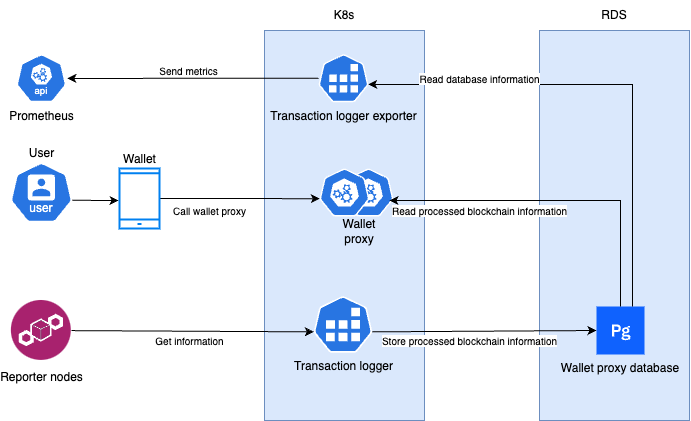 K8s
RDS
Send metrics
Read database information
api
Prometheus
Transaction logger exporter
User
Wallet
user
Call wallet proxy
Wallet
proxy
Read processed blockchain information
Get information
Store processed blockchain information
Pg
Reporter nodes
Transaction logger
Wallet proxy database